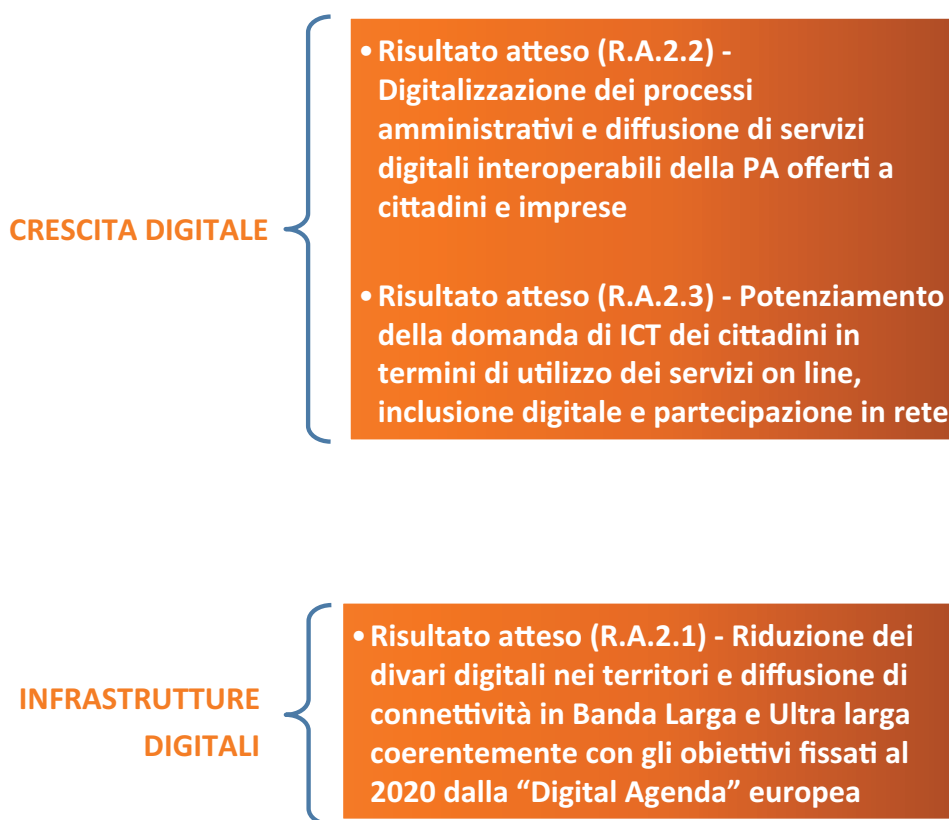 CRESCITA DIGITALE
• Risultato atteso (R.A.2.2) -
Digitalizzazione dei processi
amministrativi e diffusione di servizi
digitali interoperabili della PA offerti a
cittadini e imprese
• Risultato atteso (R.A.2.3) - Potenziamento
della domanda di ICT dei cittadini in
termini di utilizzo dei servizi on line,
inclusione digitale e partecipazione in rete
INFRASTRUTTURE
DIGITALI
• Risultato atteso (R.A.2.1) - Riduzione dei
divari digitali nei territori e diffusione di
connettività in Banda Larga e Ultra larga
coerentemente con gli obiettivi fissati al
2020 dalla “Digital Agenda” europea